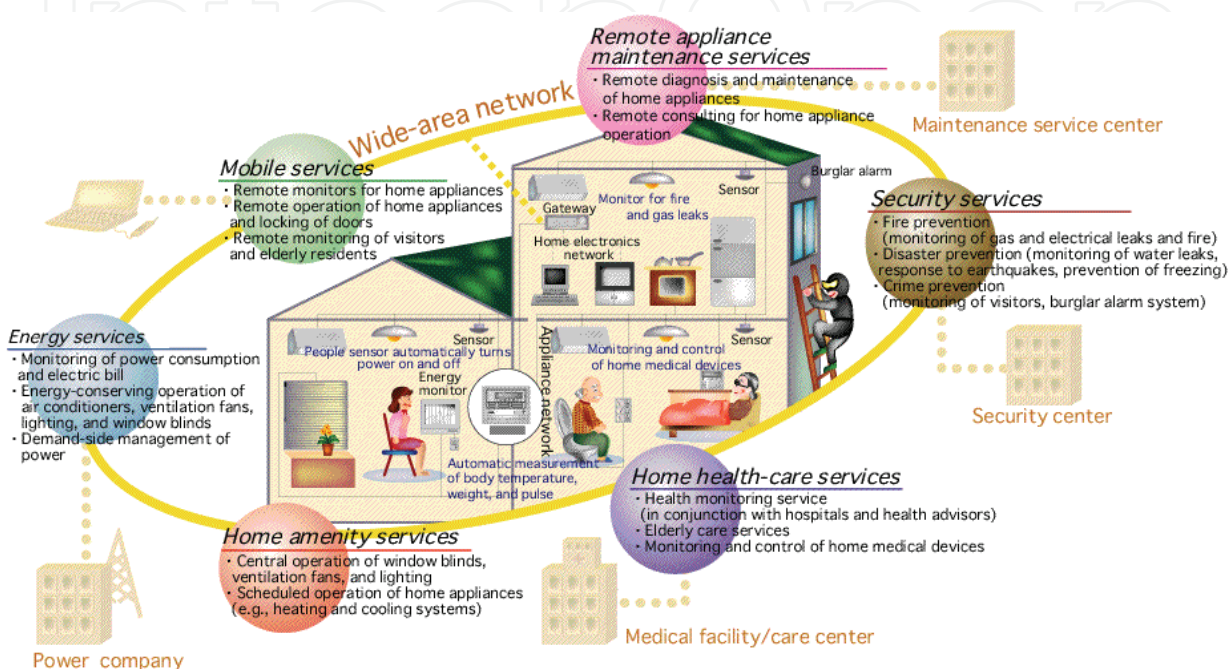 Remote appliance
maintenance services
· Remote diagnosis and maintenance
of home appliances
· Remote consulting for home appliance
operation
Maintenance service center
Wide-area network
Mobile services
· Remote monitors for home appliances
· Remote operation of home appliances
and locking of doors
· Remote monitoring of visitors
and elderly residents
Burglar alarm
Sensor
Monitor for fire
and gas leaks
Gateway
Home electronics
network
Security services
· Fire prevention
(monitoring of gas and electrical leaks and fire)
· Disaster prevention (monitoring of water leaks,
response to earthquakes, prevention of freezing)
· Crime prevention
(monitoring of visitors, burglar alarm system)
Security center
Energy services
· Monitoring of power consumption
and electric bill
· Energy-conserving operation of
air conditioners, ventilation fans,
lighting, and window blinds
· Demand-side management of
power
Sensor
People sensor automatically turns
power on and off
Energy
monitor
Appliance network
Sensor
Monitoring and control
of home medical devices
Automatic measurement
of body temperature,
weight, and pulse
Home health-care services
· Health monitoring service
(in conjunction with hospitals and health advisors)
· Elderly care services
· Monitoring and control of home medical devices
Home amenity services
· Central operation of window blinds,
ventilation fans, and lighting
· Scheduled operation of home appliances
(e.g., heating and cooling systems)
Medical facility/care center
Power company